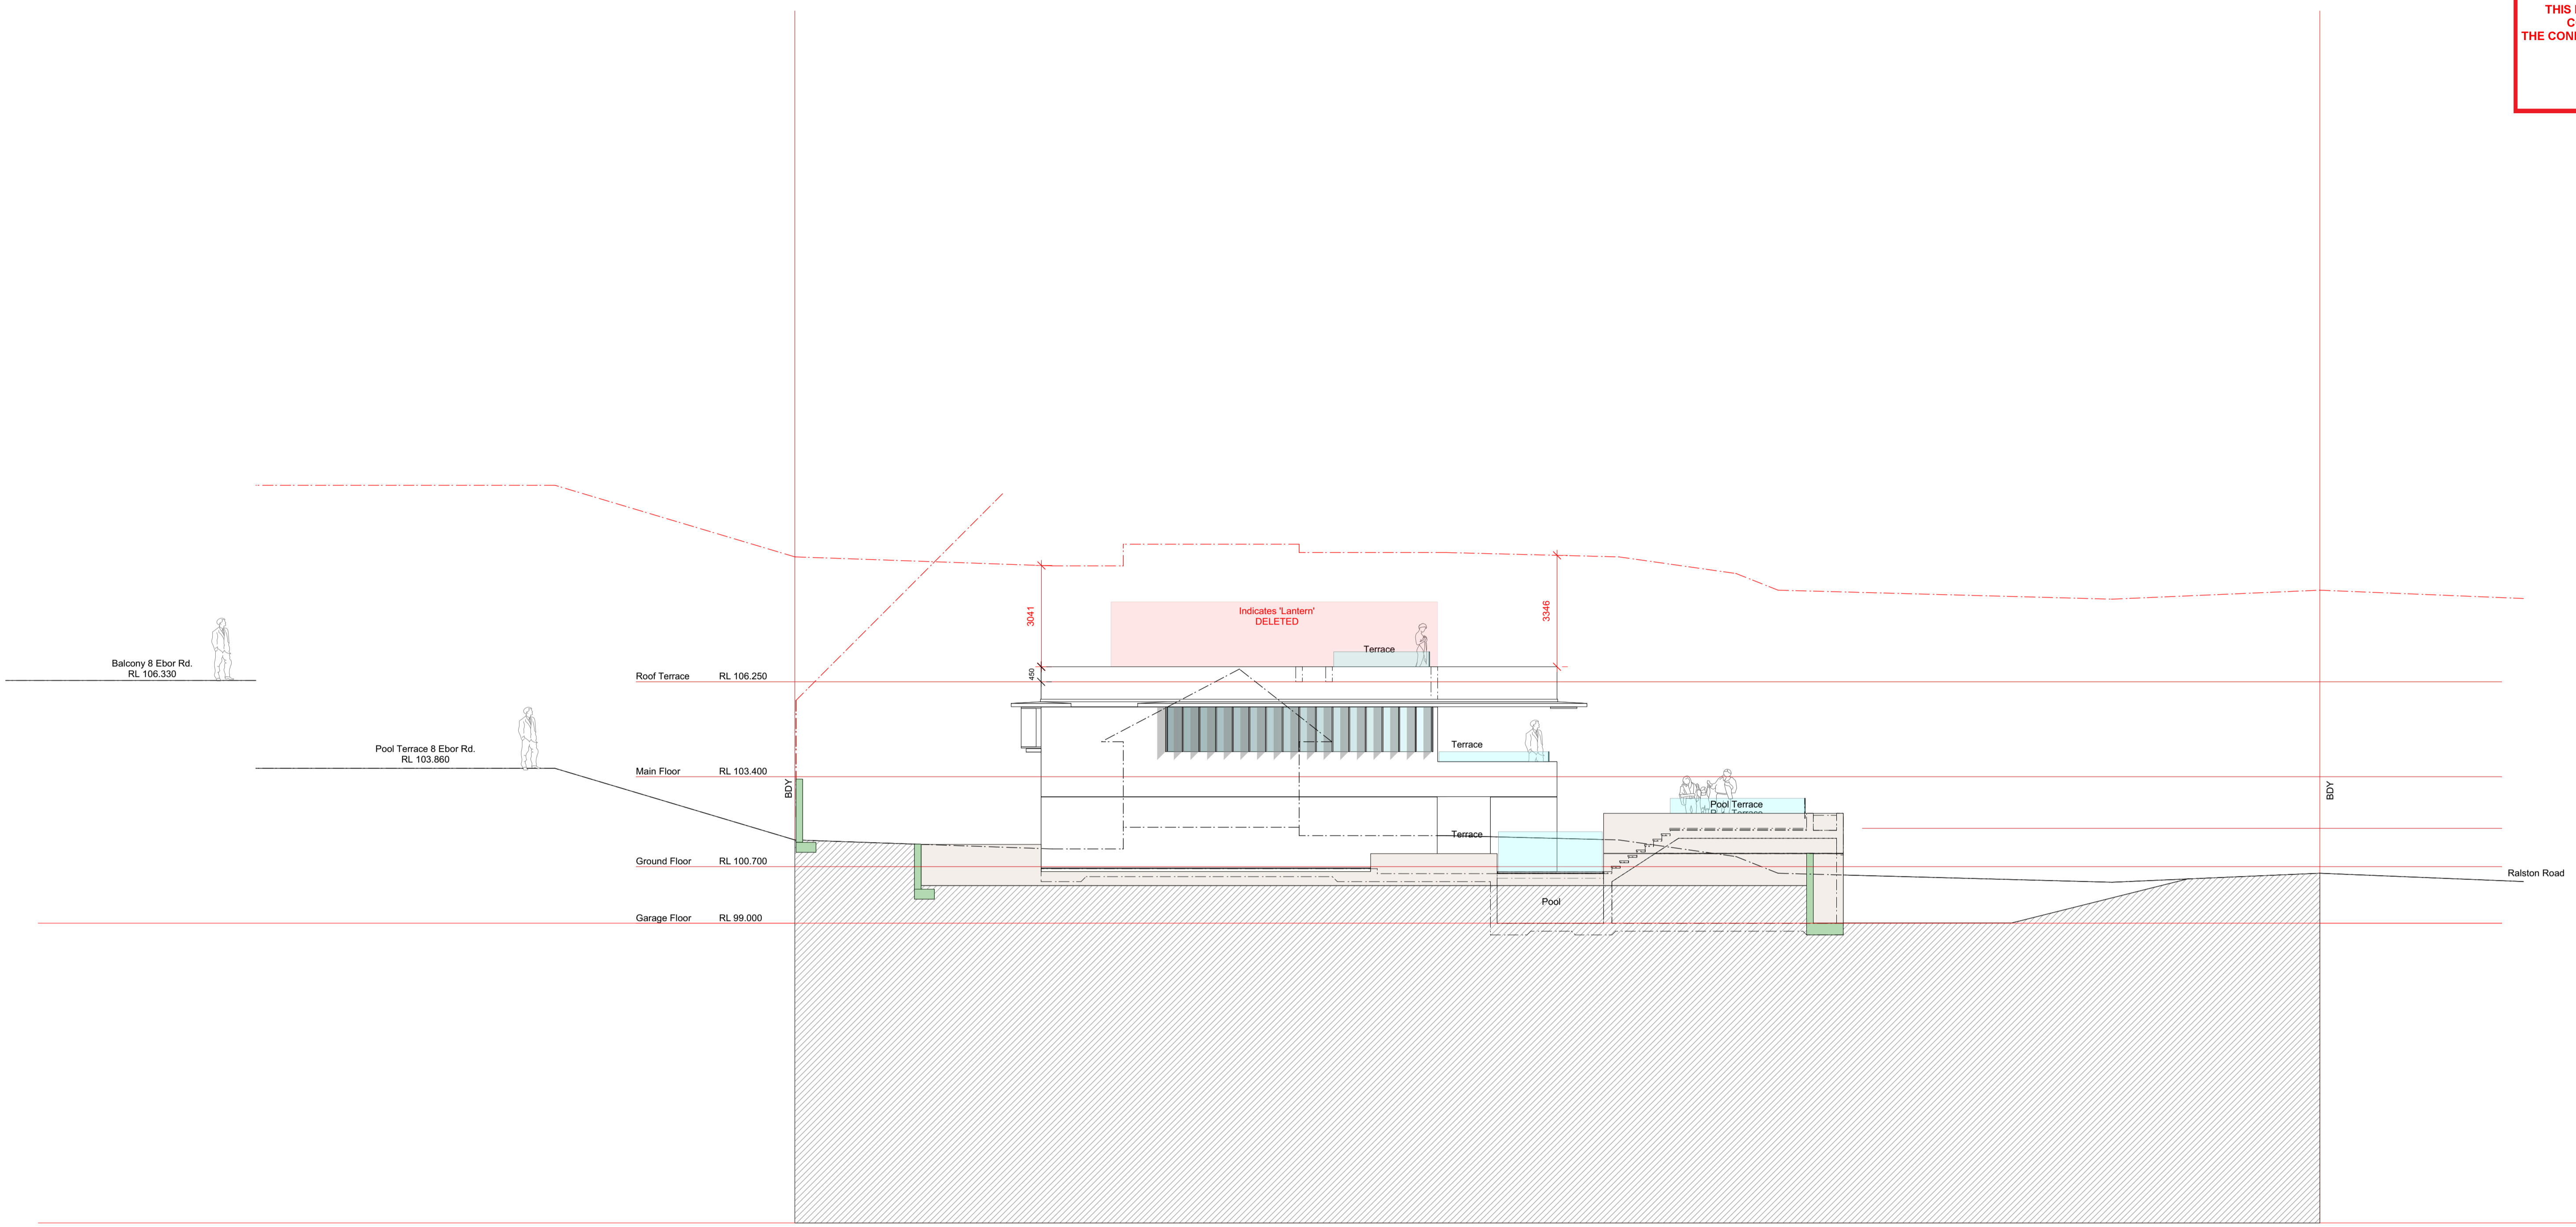 THIS
C
THE CON
Indicates 'Lantern'
DELETED
3041
3346
450
Terrace
Balcony 8 Ebor Rd.
RL 106.330
Roof Terrace RL 106.250
Pool Terrace 8 Ebor Rd.
RL 103.860
Terrace
Main Floor RL 103.400
BDY
BDY
Pool Terrace
Terrace
Ground Floor RL 100.700
Ralston Road
Pool
Garage Floor RL 99.000